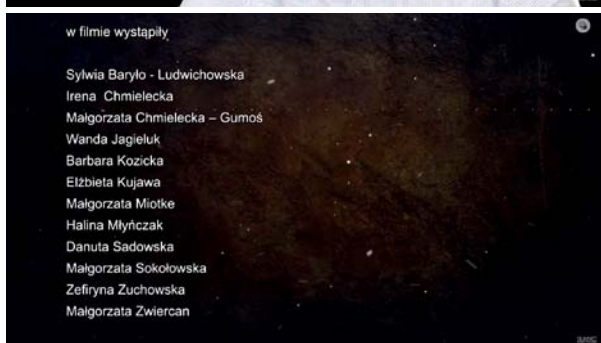 w filmie wystąpiły
Sylwia Baryło - Ludwichowska
Irena Chmielecka
Małgorzata Chmielecka – Gumoś
Wanda Jagieluk
Barbara Kozicka
Elżbieta Kujawa
Małgorzata Miotke
Halina Młyńczak
Danuta Sadowska
Małgorzata Sokołowska
Zefiryna Zuchowska
Małgorzata Zwiercan